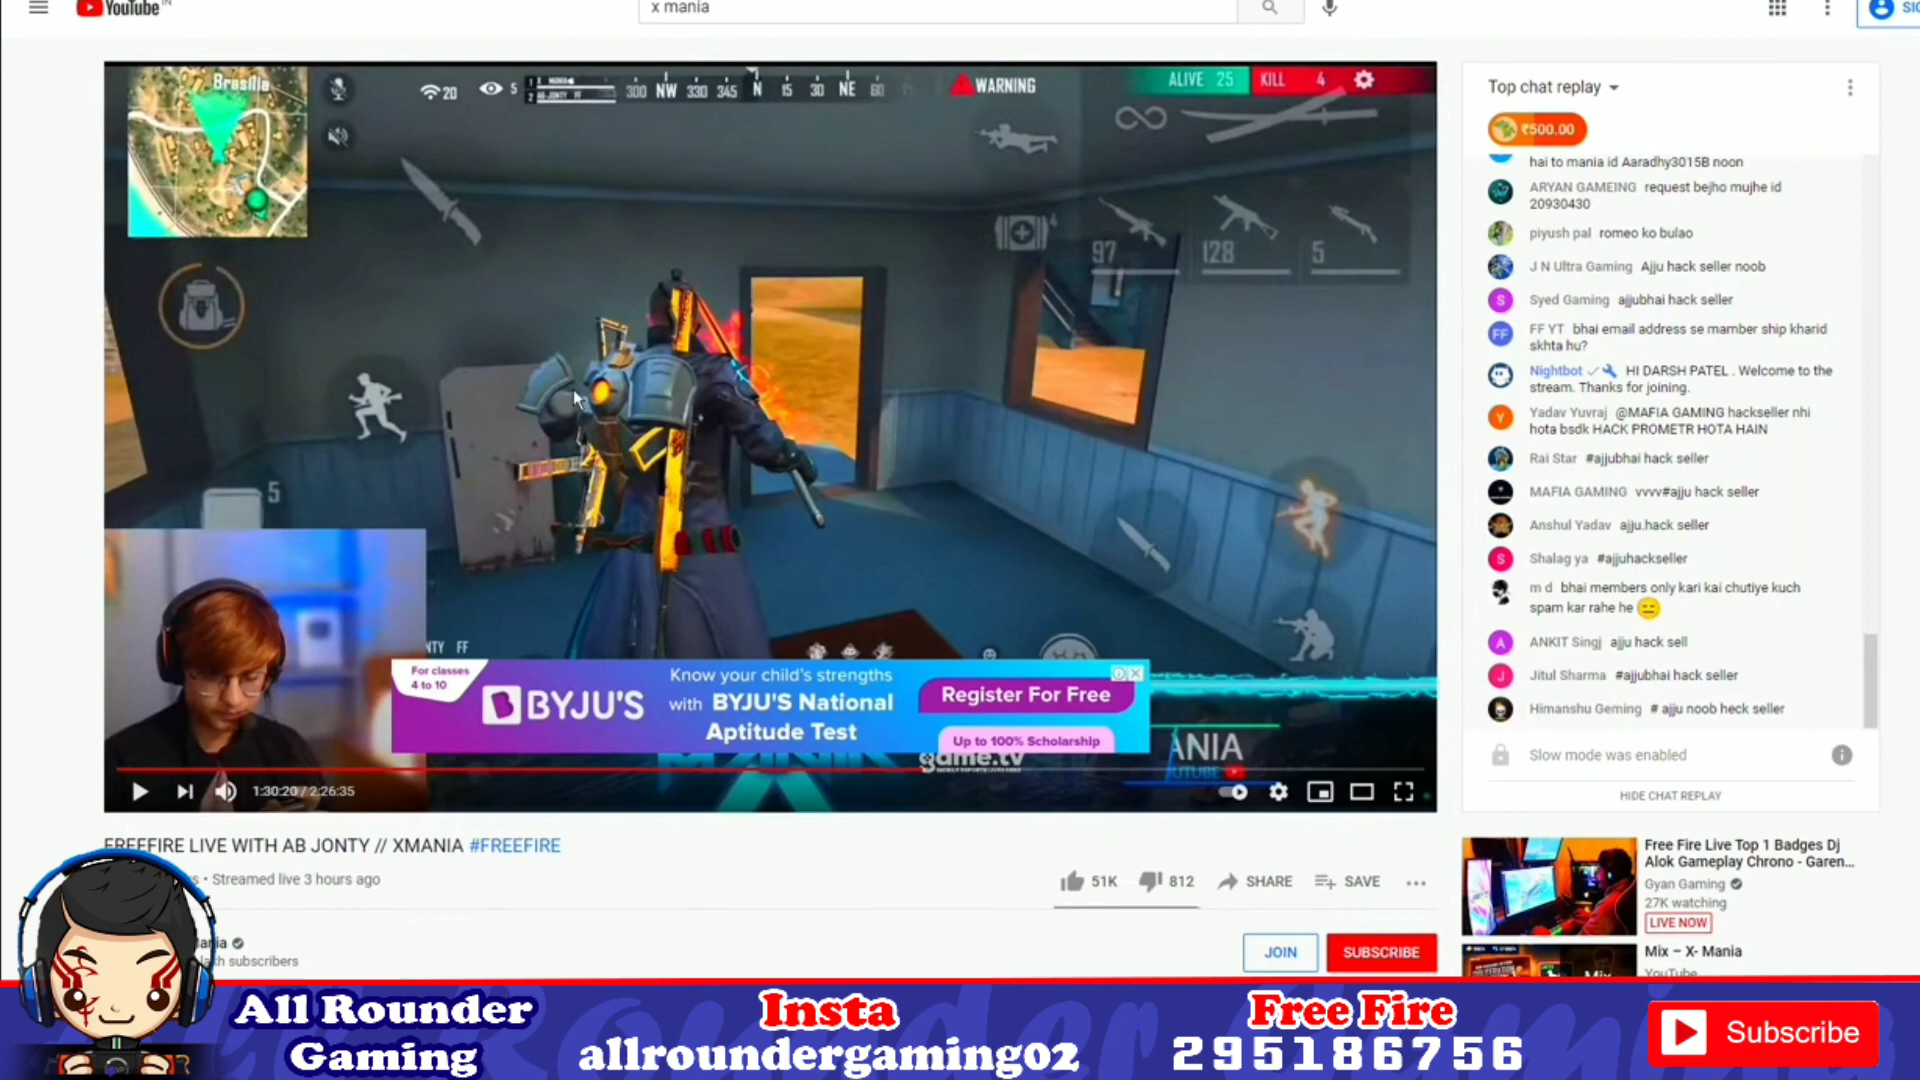 YouTube IN
x mania
Brasilia
20
5
300 NW 330 345 N 15 30 NE 60
WARNING
ALIVE 25
KILL 4
97
128
5
4
5
NTY FF
For classes
4 to 10
BYJU'S
Know your child's strengths
with BYJU'S National
Aptitude Test
Register For Free
Up to 100% Scholarship
game.tv
ANIA
UTUBE
1:30:20 / 2:26:35
Top chat replay
₹500.00
hai to mania id Aaradhy3015B noon
ARYAN GAMEING request bejho mujhe id
20930430
piyush pal romeo ko bulao
J N Ultra Gaming Ajju hack seller noob
S
Syed Gaming ajjubhai hack seller
FF
FF YT bhai email address se mamber ship kharid
skhta hu?
Nightbot HI DARSH PATEL . Welcome to the
stream. Thanks for joining.
Y
Yadav Yuvraj @MAFIA GAMING hackseller nhi
hota bsdk HACK PROMETR HOTA HAIN
Rai Star #ajjubhai hack seller
MAFIA GAMING vvvv#ajju hack seller
Anshul Yadav ajju.hack seller
S
Shalag ya #ajjuhackseller
m d bhai members only kari kai chutiye kuch
spam kar rahe he
A
ANKIT Singj ajju hack sell
J
Jitul Sharma #ajjubhai hack seller
Himanshu Geming # ajju noob heck seller
Slow mode was enabled
HIDE CHAT REPLAY
FREEFIRE LIVE WITH AB JONTY // XMANIA #FREEFIRE
• Streamed live 3 hours ago
51K
812
SHARE
SAVE
JOIN
SUBSCRIBE
subscribers
Free Fire Live Top 1 Badges Dj
Alok Gameplay Chrono - Garen...
Gyan Gaming
27K watching
LIVE NOW
Mix – X- Mania
YouTube
All Rounder
Gaming
Insta
allroundergaming02
Free Fire
295186756
Subscribe